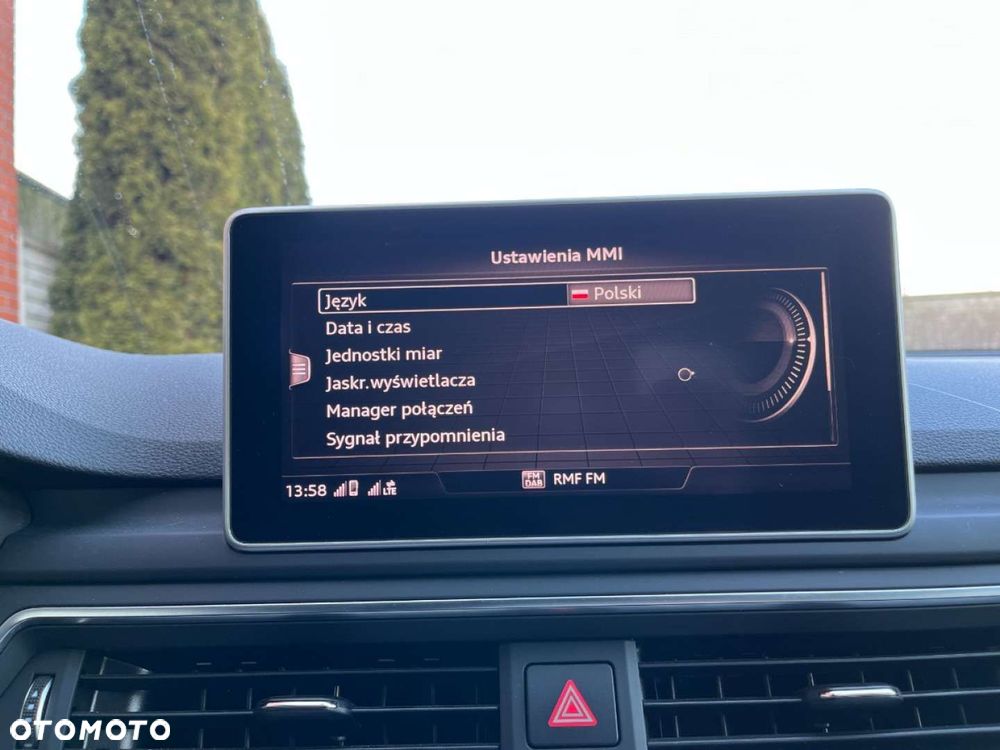 Ustawienia MMI
Język Polski
Data i czas
Jednostki miar
Jaskr.wyświetlacza
Manager połączeń
Sygnał przypomnienia
13:58 LTE FM DAB RMF FM
OTOMOTO